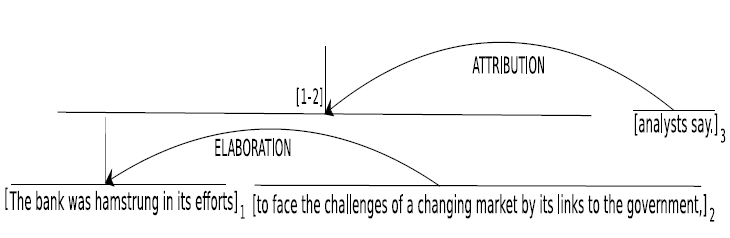 ATTRIBUTION
[1-2]
[analysts say.]3
ELABORATION
[The bank was hamstrung in its efforts]1 [to face the challenges of a changing market by its links to the government,]2